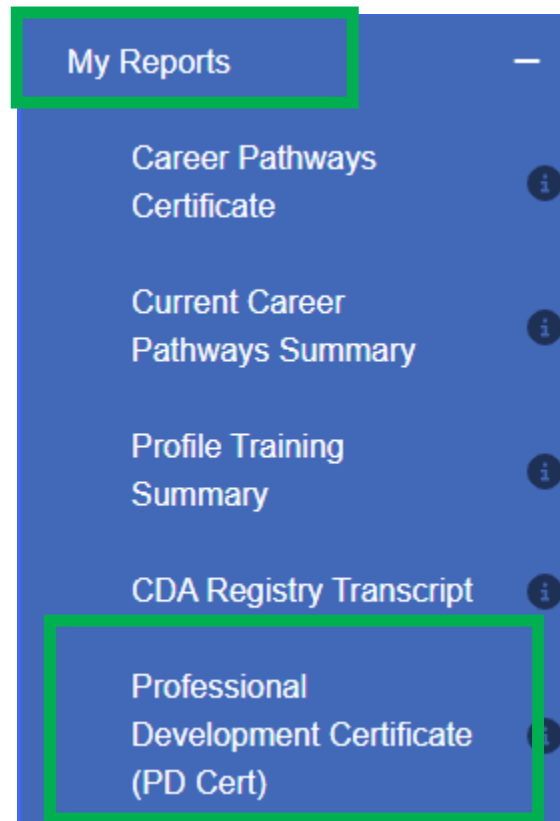 My Reports
Career Pathways
Certificate
Current Career
Pathways Summary
Profile Training
Summary
CDA Registry Transcript
Professional
Development Certificate
(PD Cert)